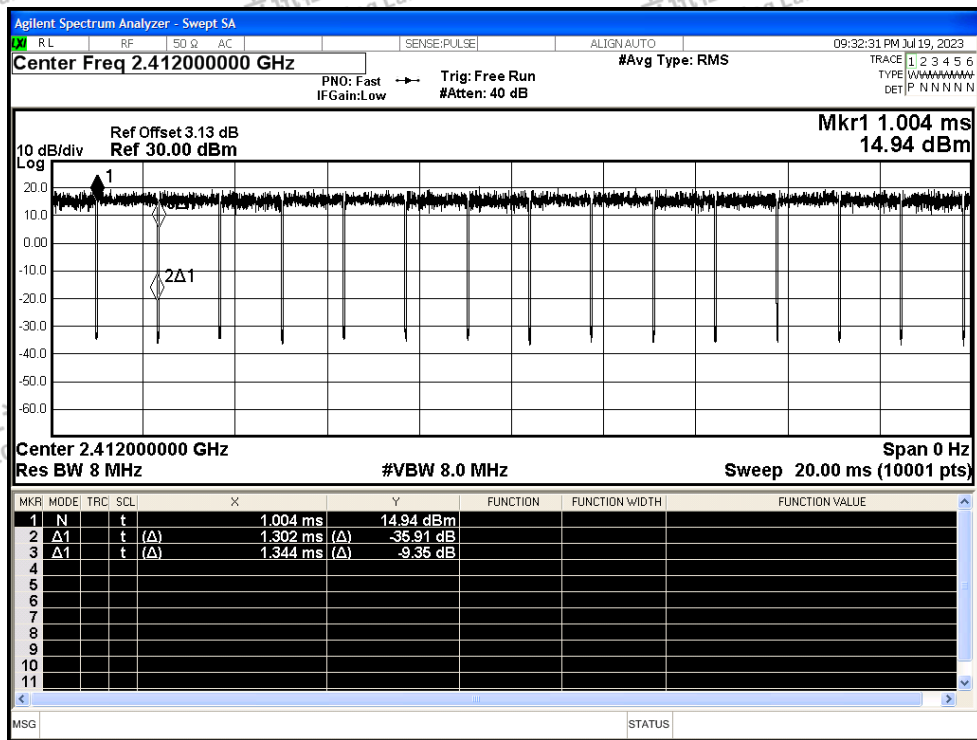 Agilent Spectrum Analyzer - Swept SA
LXI RL RF 50 Ω AC SENSE:PULSE ALIGN AUTO 09:32:31 PM Jul 19, 2023
Center Freq 2.412000000 GHz #Avg Type: RMS TRACE 1 2 3 4 5 6
PNO: Fast Trig: Free Run TYPE WWWWWW
IFGain:Low #Atten: 40 dB DET P N N N N N
Mkr1 1.004 ms
Ref Offset 3.13 dB
10 dB/div Ref 30.00 dBm 14.94 dBm
Log
1
20.0
10.0
0.00
-10.0
2Δ1
-20.0
-30.0
-40.0
-50.0
-60.0
Center 2.412000000 GHz Span 0 Hz
Res BW 8 MHz #VBW 8.0 MHz Sweep 20.00 ms (10001 pts)
MKR MODE TRC SCL X Y FUNCTION FUNCTION WIDTH FUNCTION VALUE
1 N t 1.004 ms 14.94 dBm
2 Δ1 t (Δ) 1.302 ms (Δ) -35.91 dB
3 Δ1 t (Δ) 1.344 ms (Δ) -9.35 dB
4
5
6
7
8
9
10
11
MSG STATUS